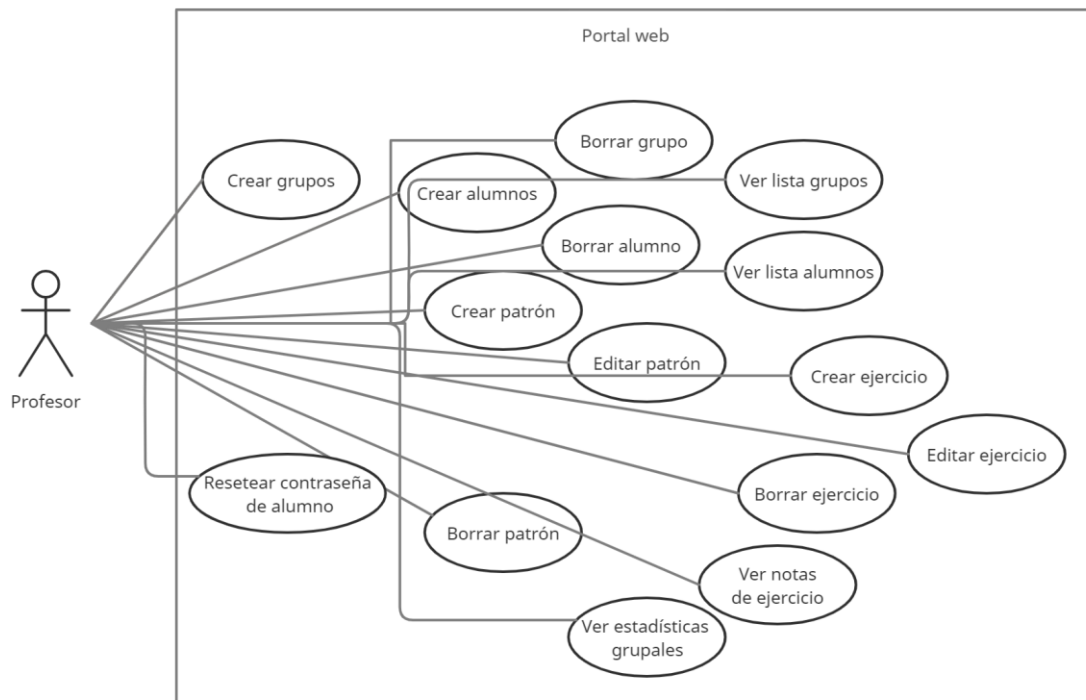 Portal web
Borrar grupo
Crear grupos
Crear alumnos
Ver lista grupos
Borrar alumno
Ver lista alumnos
Crear patrón
Editar patrón
Crear ejercicio
Profesor
Editar ejercicio
Resetear contraseña
de alumno
Borrar ejercicio
Borrar patrón
Ver notas
de ejercicio
Ver estadísticas
grupales